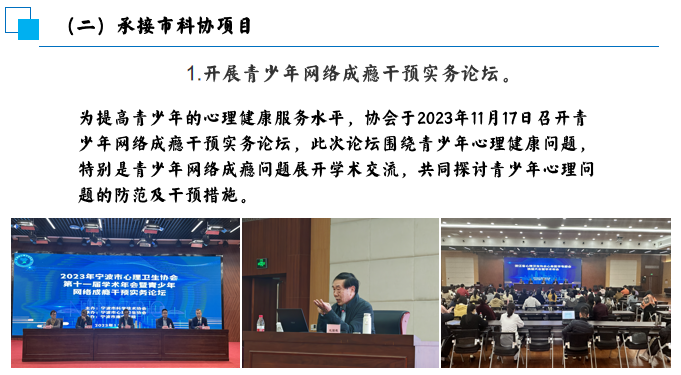 （二）承接市科协项目
1.开展青少年网络成瘾干预实务论坛。
为提高青少年的心理健康服务水平，协会于2023年11月17日召开青
少年网络成瘾干预实务论坛，此次论坛围绕青少年心理健康问题，
特别是青少年网络成瘾问题展开学术交流，共同探讨青少年心理问
题的防范及干预措施。
2023年宁波市心理卫生协会
第十一届学术年会暨青少年
网络成瘾干预实务论坛